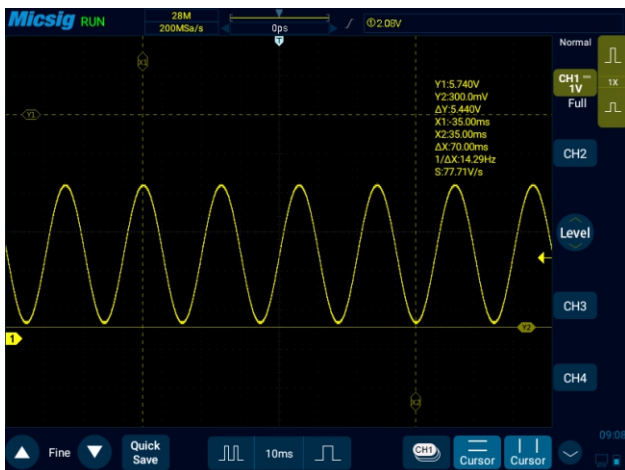 Micsig RUN
28M
200MSa/s
0ps
T
①2.08V
Normal
CH1
1V
Full
1X
X1
Y1
Y1:5.740V
Y2:300.0mV
ΔY:5.440V
X1:-35.00ms
X2:35.00ms
ΔX:70.00ms
1/ΔX:14.29Hz
S:77.71V/s
CH2
Level
CH3
Y2
1
CH4
X2
09:08
Fine
Quick
Save
10ms
CH1
Cursor
Cursor